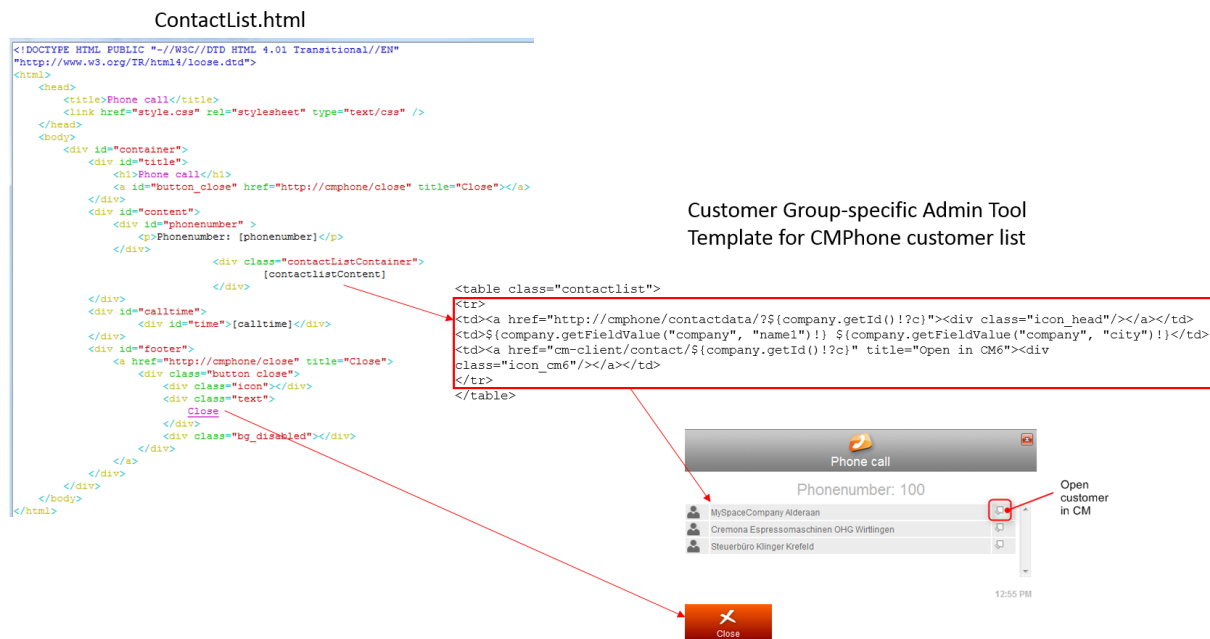 ContactList.html
<!DOCTYPE HTML PUBLIC "-//W3C//DTD HTML 4.01 Transitional//EN"
"http://www.w3.org/TR/html4/loose.dtd">
<html>
<head>
<title>Phone call</title>
<link href="style.css" rel="stylesheet" type="text/css" />
</head>
<body>
<div id="container">
<div id="title">
<h1>Phone call</h1>
<a id="button_close" href="http://cmphone/close" title="Close"></a>
</div>
<div id="content">
<div id="phonenumber" >
<p>Phonenumber: [phonenumber]</p>
</div>
<div class="contactListContainer">
[contactlistContent]
</div>
</div>
<div id="calltime">
<div id="time">[calltime]</div>
</div>
<div id="footer">
<a href="http://cmphone/close" title="Close">
<div class="button close">
<div class="icon"></div>
<div class="text">
Close
</div>
<div class="bg_disabled"></div>
</div>
</a>
</div>
</div>
</body>
</html>
Customer Group-specific Admin Tool
Template for CMPhone customer list
<table class="contactlist">
<tr>
<td><a href="http://cmphone/contactdata/?${company.getId()!?c}"><div class="icon_head"/></a></td>
<td>${company.getFieldValue("company", "name1")!} ${company.getFieldValue("company", "city")!}</td>
<td><a href="cm-client/contact/${company.getId()!?c}" title="Open in CM6"><div
class="icon_cm6"/></a></td>
</tr>
</table>
Phone call
Phonenumber: 100
MySpaceCompany Alderaan
Cremona Espressomaschinen OHG Wirtlingen
Steuerbüro Klinger Krefeld
Open
customer
in CM
12:55 PM
Close